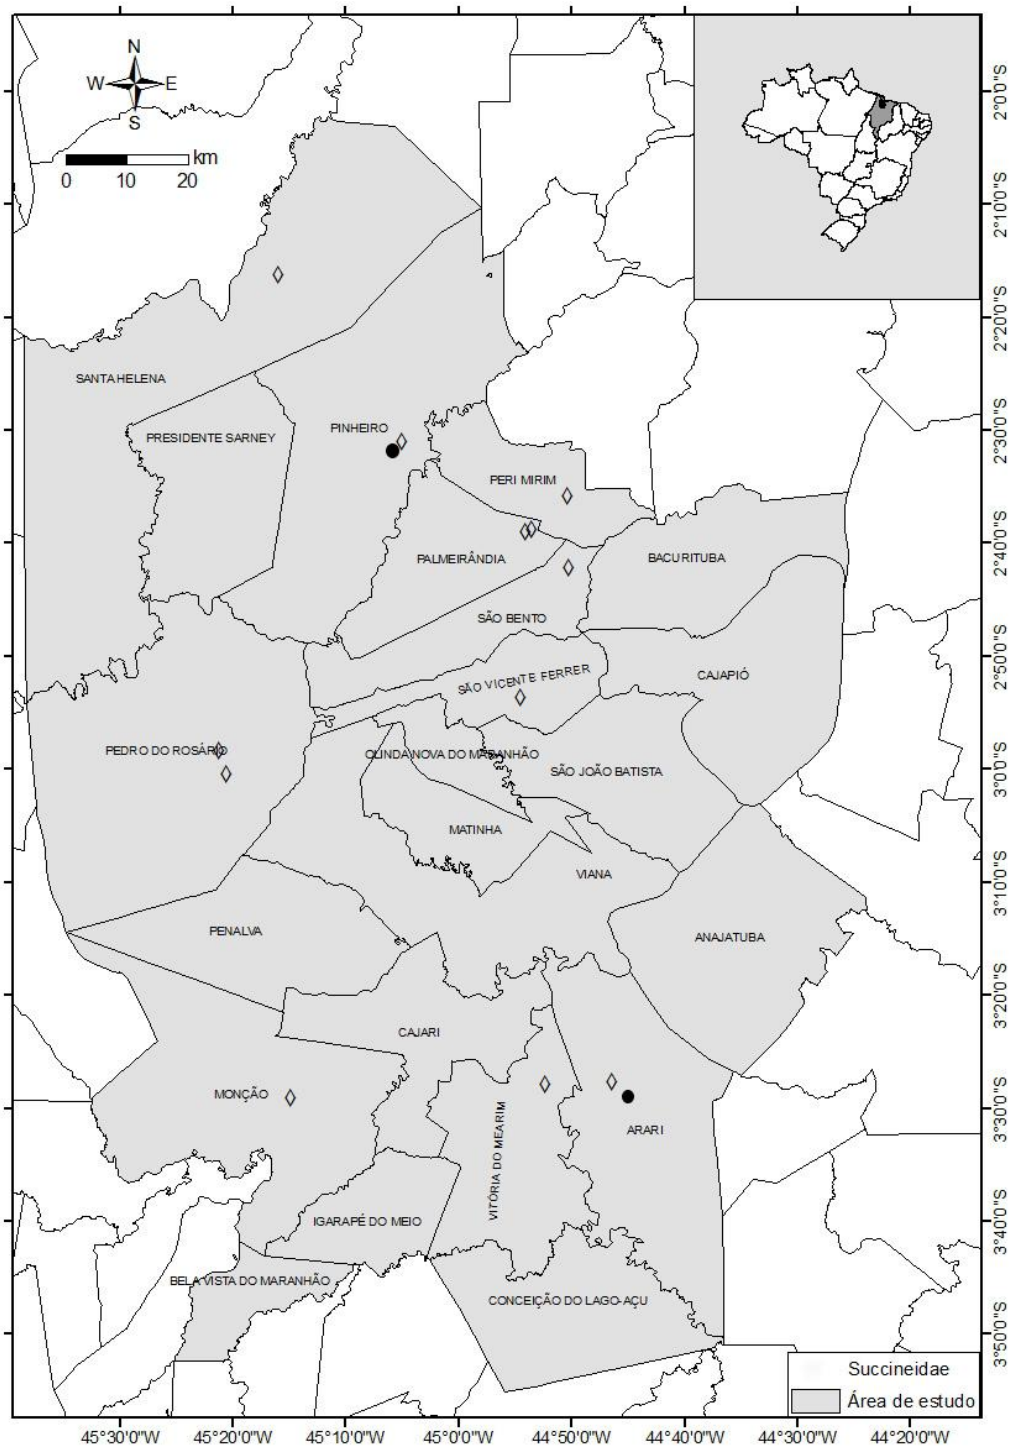 N
W E
S
km
0 10 20
2°0'0"S
2°10'0"S
2°20'0"S
SANTA HELENA
PRESIDENTE SARNEY
PINHEIRO
2°30'0"S
PERI MIRIM
PALMEIRÂNDIA
BACURITUBA
2°40'0"S
SÃO BENTO
2°50'0"S
SÃO VICENTE FERRER
CAJAPIÓ
PEDRO DO ROSÁRIO
OLINDA NOVA DO MARANHÃO
SÃO JOÃO BATISTA
3°0'0"S
MATINHA
VIANA
3°10'0"S
PENALVA
ANAJATUBA
3°20'0"S
CAJARI
MONÇÃO
3°30'0"S
VITÓRIA DO MEARIM
ARARI
IGARAPÉ DO MEIO
3°40'0"S
BELA VISTA DO MARANHÃO
CONCEIÇÃO DO LAGO-AÇU
3°50'0"S
Succineidae
Área de estudo
45°30'0"W 45°20'0"W 45°10'0"W 45°0'0"W 44°50'0"W 44°40'0"W 44°30'0"W 44°20'0"W